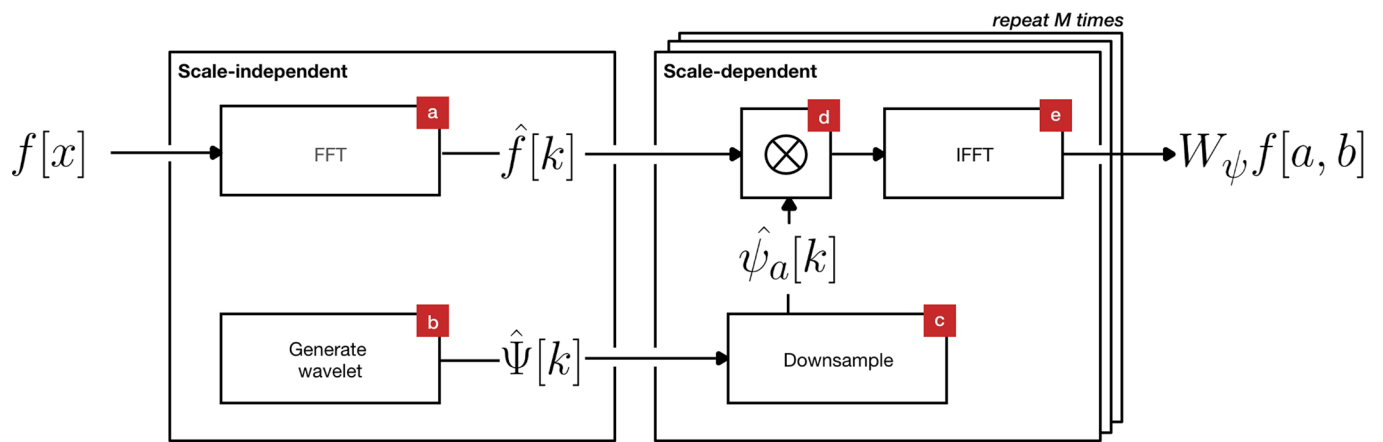 repeat M times
Scale-independent
Scale-dependent
a
d
e
f[x]
FFT
f̂[k]
⊗
IFFT
W_ψ f[a, b]
ψ̂_a[k]
b
c
Generate
wavelet
Ψ̂[k]
Downsample